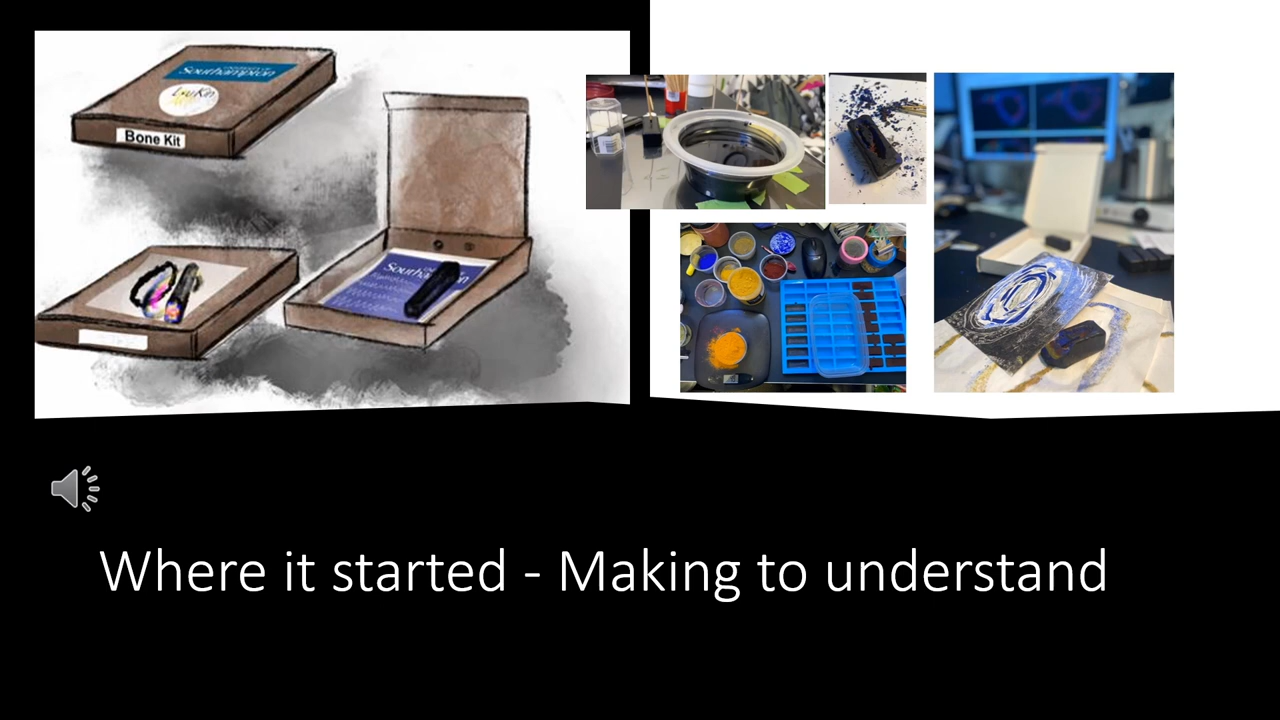 Southampton
Bone Kit
Southampton
Where it started - Making to understand